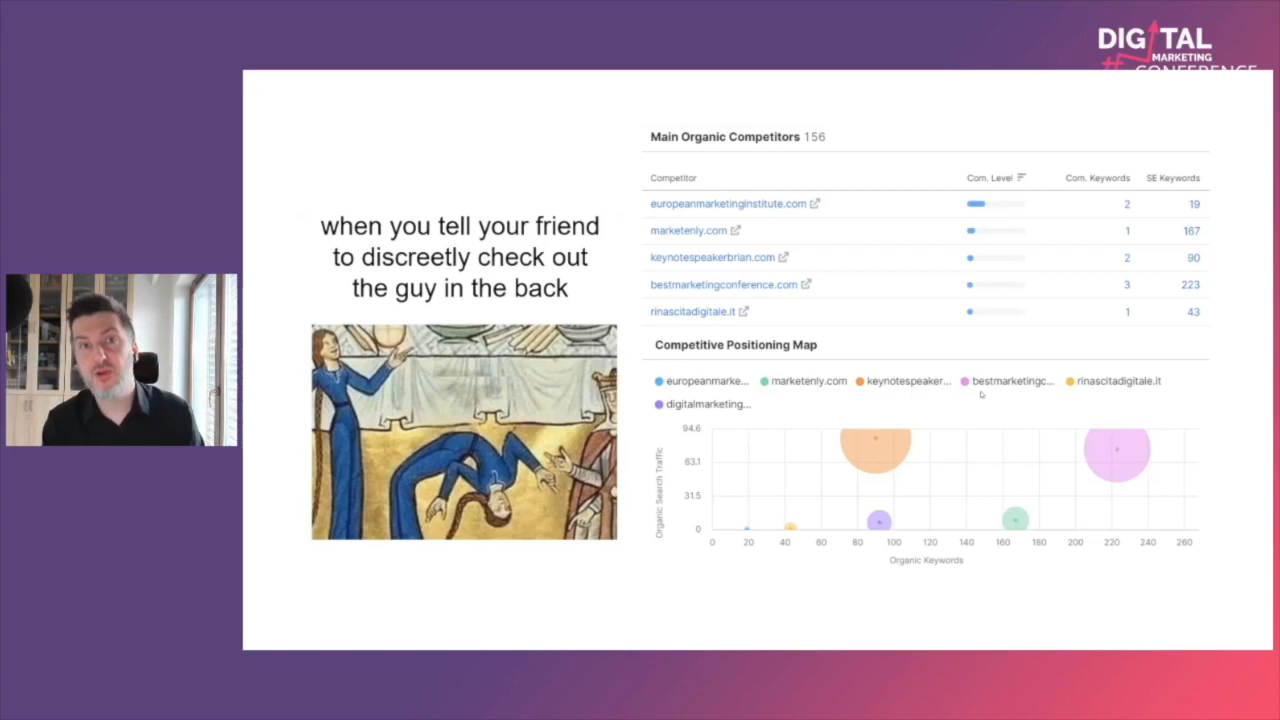 DIGITAL
MARKETING
#CONFERENCE
when you tell your friend
to discreetly check out
the guy in the back
Main Organic Competitors 156
Competitor Com. Level Com. Keywords SE Keywords
europeanmarketinginstitute.com 2 19
marketenly.com 1 167
keynotespeakerbrian.com 2 90
bestmarketingconference.com 3 223
rinascitadigitale.it 1 43
Competitive Positioning Map
europeanmarke... marketenly.com keynotespeaker... bestmarketingc... rinascitadigitale.it
digitalmarketing...
Organic Search Traffic
94.6
63.1
31.5
0
0 20 40 60 80 100 120 140 160 180 200 220 240 260
Organic Keywords